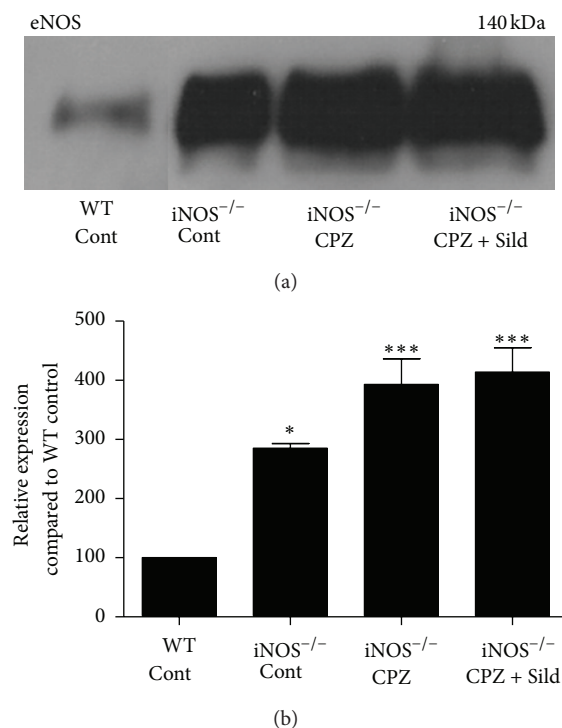 eNOS 140 kDa
WT iNOS−/− iNOS−/− iNOS−/−
Cont Cont CPZ CPZ + Sild
(a)
500
400
300
200
100
0
Relative expression
compared to WT control
* *** ***
WT iNOS−/− iNOS−/− iNOS−/−
Cont Cont CPZ CPZ + Sild
(b)